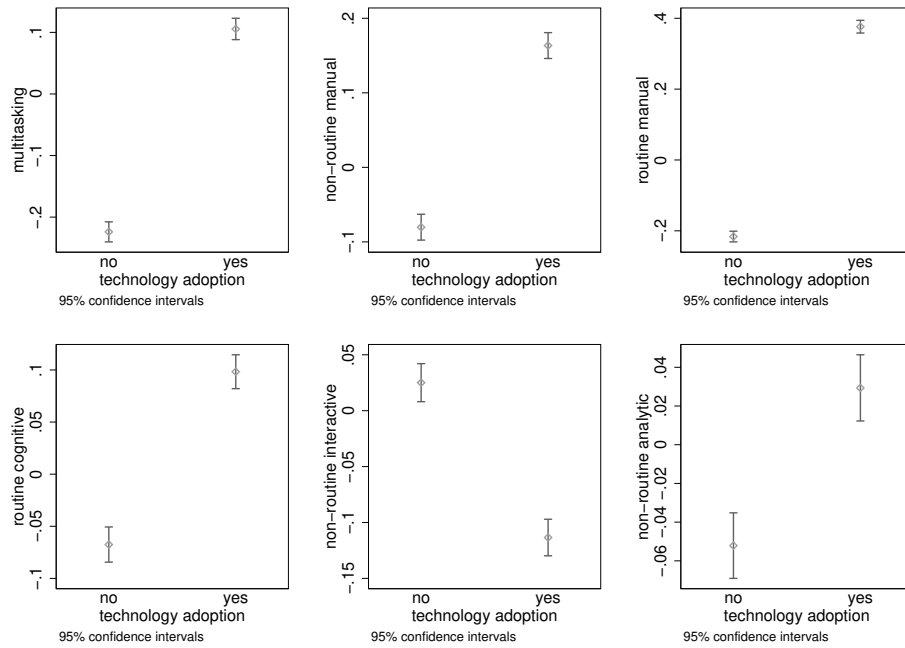 multitasking
.1
0
−.1
−.2
no
yes
technology adoption
95% confidence intervals
non−routine manual
.2
.1
0
−.1
no
yes
technology adoption
95% confidence intervals
routine manual
.4
.2
0
−.2
no
yes
technology adoption
95% confidence intervals
routine cognitive
.1
.05
0
−.05
−.1
no
yes
technology adoption
95% confidence intervals
non−routine interactive
.05
0
−.05
−.1
−.15
no
yes
technology adoption
95% confidence intervals
non−routine analytic
.04
.02
0
−.02
−.04
−.06
no
yes
technology adoption
95% confidence intervals